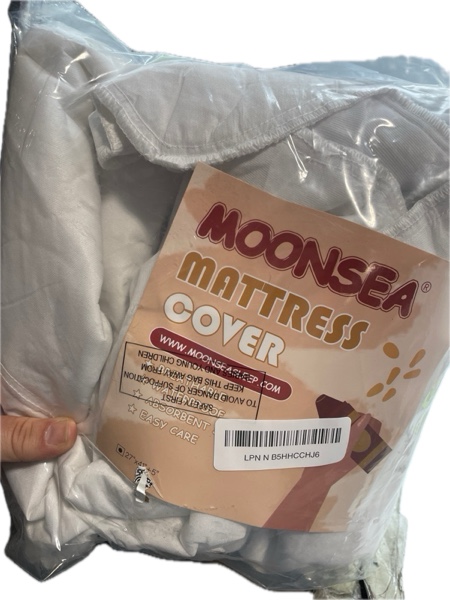 MOONSEA®
MATTRESS
COVER
WWW.MOONSEASLEEP.COM
SAFETY FIRST
TO AVOID DANGER OF SUFFOCATION
KEEP THIS BAG AWAY FROM
YOUNG CHILDREN
☆ ABSORBENT
☆ EASY CARE
LPN N B5HHCCHJ6